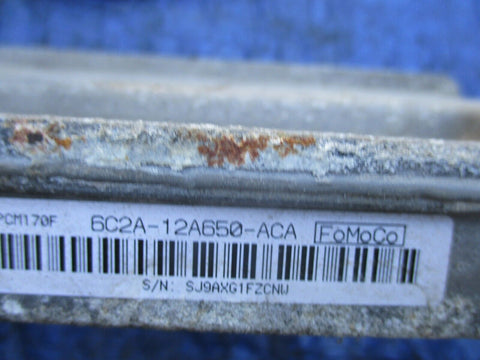 PCM170F 6C2A-12A650-ACA FoMoCo
S/N: SJ9AXG1FZCNW